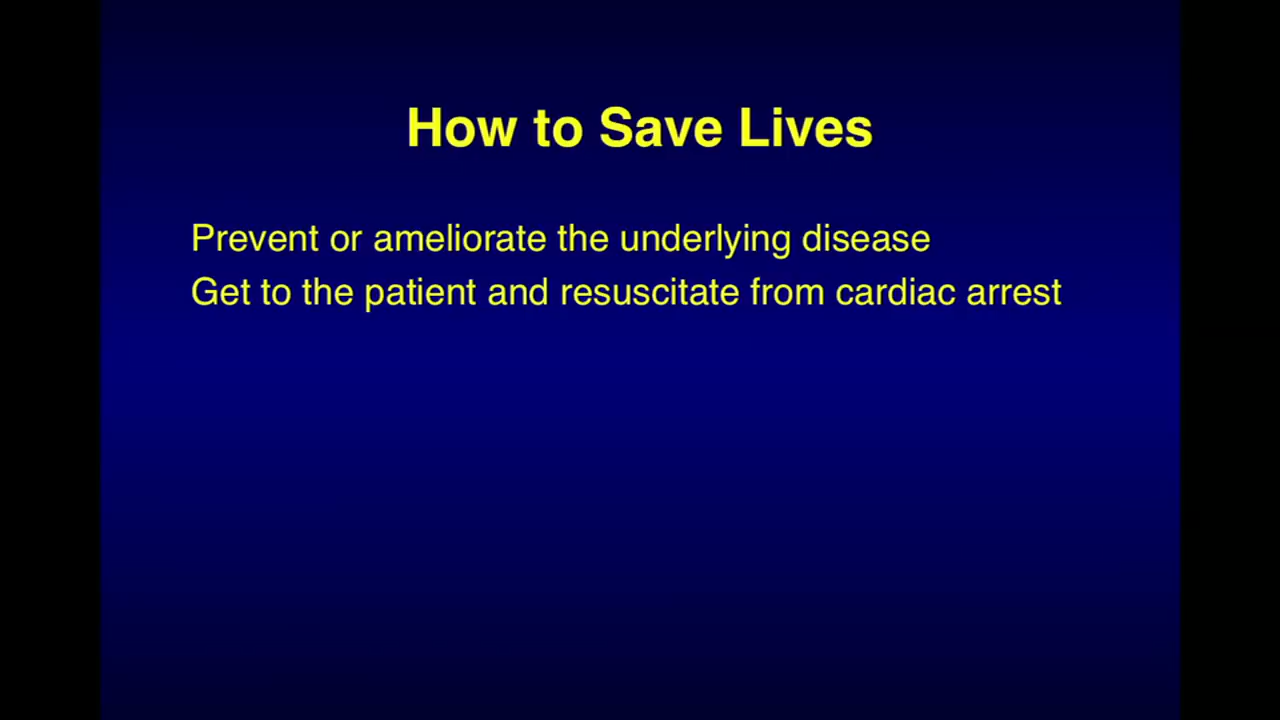 How to Save Lives
Prevent or ameliorate the underlying disease
Get to the patient and resuscitate from cardiac arrest